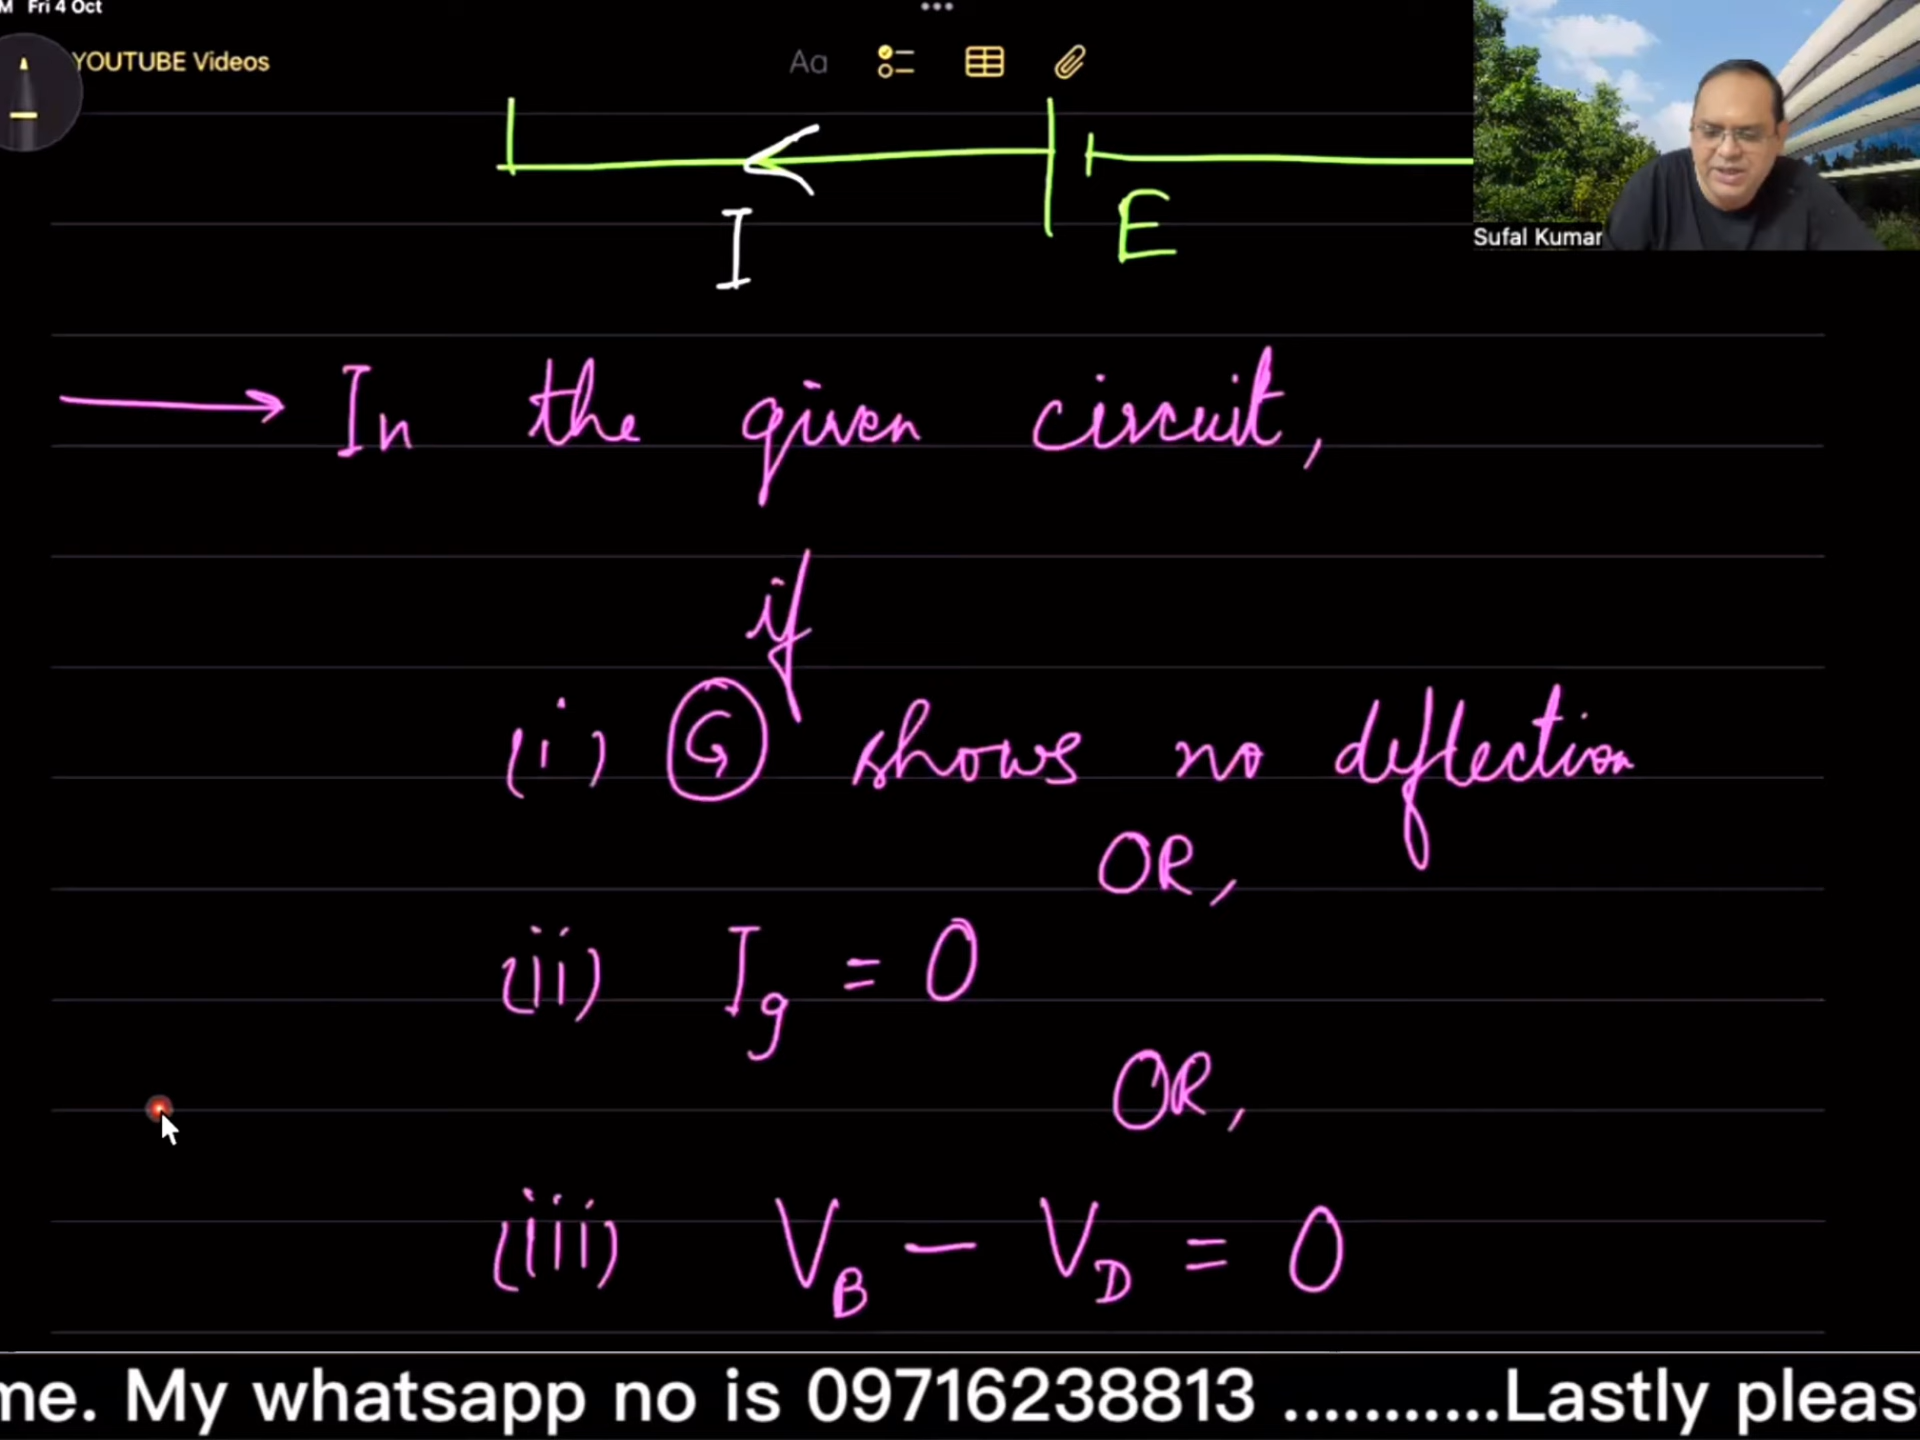 M Fri 4 Oct
YOUTUBE Videos
Aa
Sufal Kumar
I
E
→ In the given circuit,
if
(i) G shows no deflection
OR,
(ii) Ig = 0
OR,
(iii) VB - VD = 0
me. My whatsapp no is 09716238813 ...........Lastly pleas